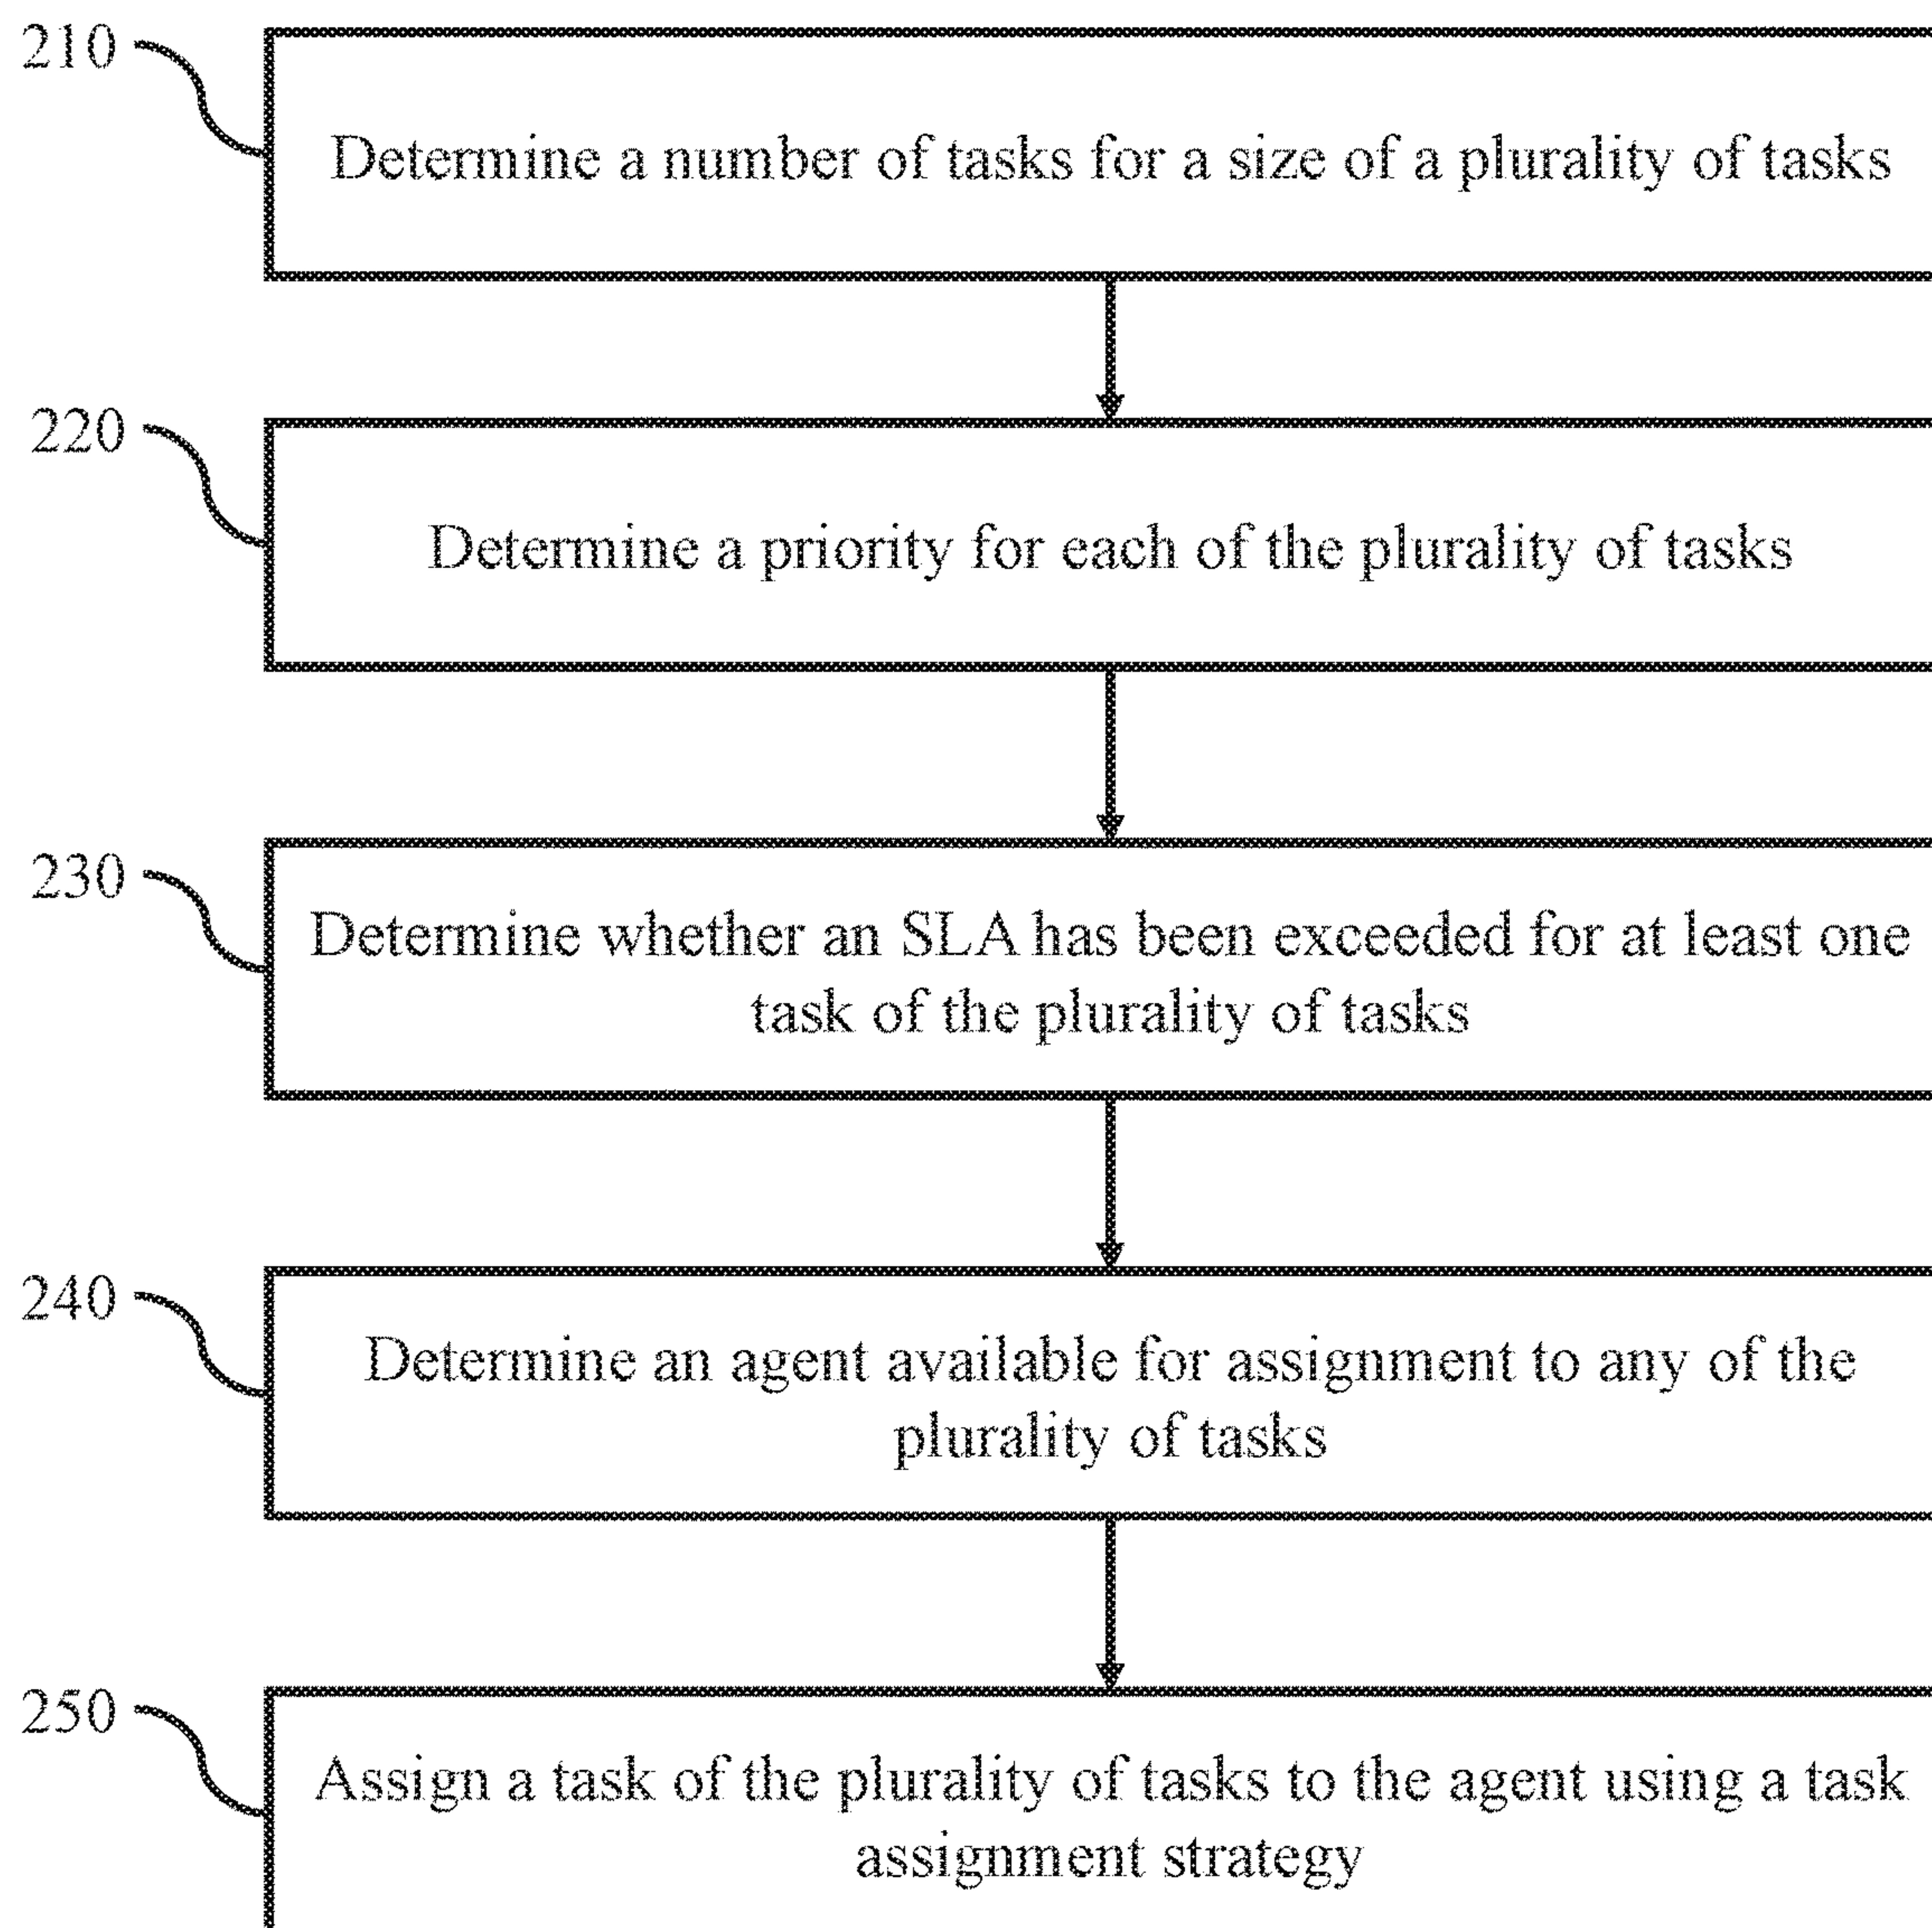 210
Determine a number of tasks for a size of a plurality of tasks
220
Determine a priority for each of the plurality of tasks
230
Determine whether an SLA has been exceeded for at least one
task of the plurality of tasks
240
Determine an agent available for assignment to any of the
plurality of tasks
250
Assign a task of the plurality of tasks to the agent using a task
assignment strategy